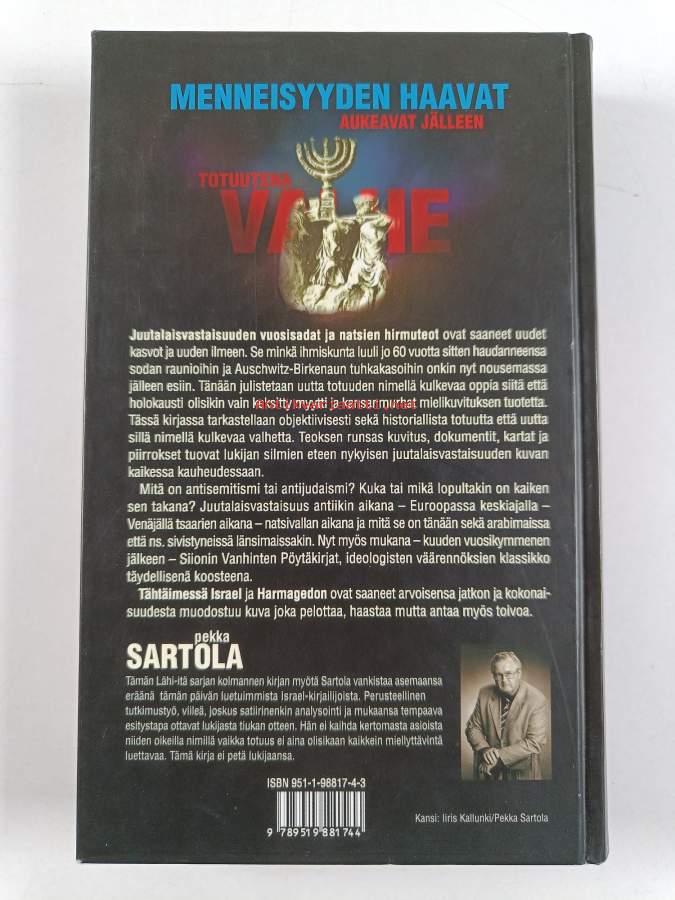 MENNEISYYDEN HAAVAT
AUKEAVAT JÄLLEEN
TOTUUTENA
Juutalaisvastaisuuden vuosisadat ja natsien hirmuteot ovat saaneet uudet
kasvot ja uuden ilmeen. Se minkä ihmiskunta luuli jo 60 vuotta sitten haudanneensa
sodan raunioihin ja Auschwitz-Birkenaun tuhkakasoihin onkin nyt nousemassa
jälleen esiin. Tänään julistetaan uutta totuuden nimellä kulkevaa oppia siitä että
holokausti olisikin vain keksitty myytti ja kansanmurhat mielikuvituksen tuotetta.
Tässä kirjassa tarkastellaan objektiivisesti sekä historiallista totuutta että uutta
sillä nimellä kulkevaa valhetta. Teoksen runsas kuvitus, dokumentit, kartat ja
piirrokset tuovat lukijan silmien eteen nykyisen juutalaisvastaisuuden kuvan
kaikessa kauheudessaan.
Mitä on antisemitismi tai antijudaismi? Kuka tai mikä lopultakin on kaiken
sen takana? Juutalaisvastaisuus antiikin aikana – Euroopassa keskiajalla –
Venäjällä tsaarien aikana – natsivallan aikana ja mitä se on tänään sekä arabimaissa
että ns. sivistyneissä länsimaissakin. Nyt myös mukana – kuuden vuosikymmenen
jälkeen – Siionin Vanhinten Pöytäkirjat, ideologisten väärennöksien klassikko
täydellisenä koosteena.
Tähtäimessä Israel ja Harmagedon ovat saaneet arvoisensa jatkon ja kokonai-
suudesta muodostuu kuva joka pelottaa, haastaa mutta antaa myös toivoa.
pekka
SARTOLA
Tämän Lähi-itä sarjan kolmannen kirjan myötä Sartola vankistaa asemaansa
eräänä tämän päivän luetuimmista Israel-kirjailijoista. Perusteellinen
tutkimustyö, viileä, joskus satiirinenkin analysointi ja mukaansa tempaava
esitystapa ottavat lukijasta tiukan otteen. Hän ei kaihda kertomasta asioista
niiden oikeilla nimillä vaikka totuus ei aina olisikaan kaikkein miellyttävintä
luettavaa. Tämä kirja ei petä lukijaansa.
ISBN 951-1-98817-4-3
9 789519 881744
Kansi: Iiris Kallunki/Pekka Sartola